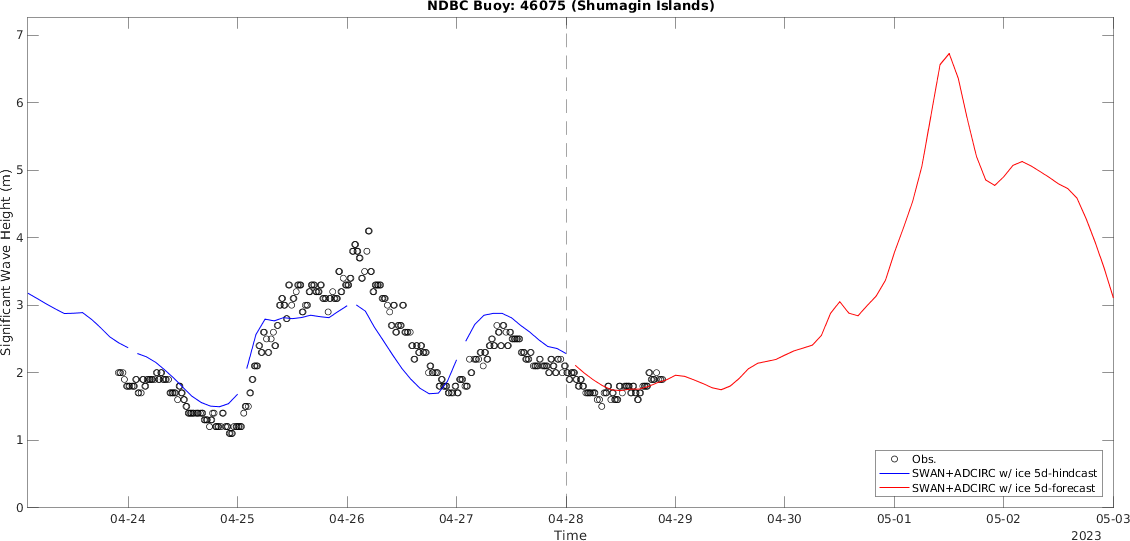 NDBC Buoy: 46075 (Shumagin Islands)
Significant Wave Height (m)
7
6
5
4
3
2
1
0
Obs.
SWAN+ADCIRC w/ ice 5d-hindcast
SWAN+ADCIRC w/ ice 5d-forecast
04-24 04-25 04-26 04-27 04-28 04-29 04-30 05-01 05-02 05-03
Time
2023